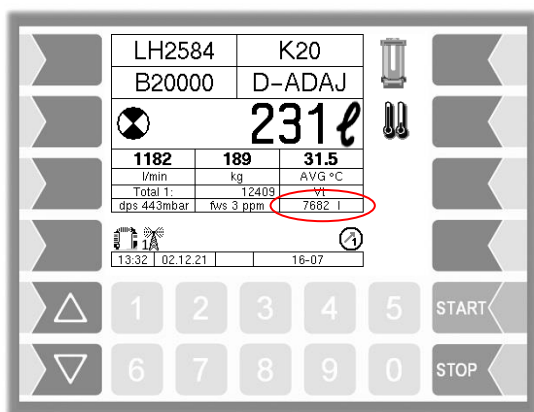 LH2584 K20
B20000 D-ADAJ
231 ℓ
1182 189 31.5
l/min kg AVG °C
Total 1: 12409 Vt
dps 443mbar fws 3 ppm 7682 l
1
1
13:32 02.12.21 16-07
1 2 3 4 5 START
6 7 8 9 0 STOP